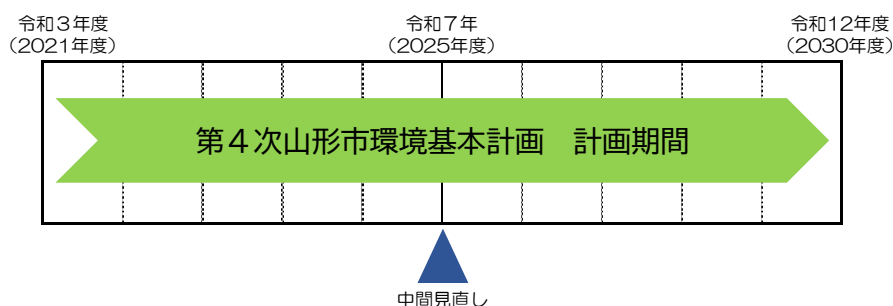 令和３年度
（2021年度）
令和７年
（2025年度）
令和12年度
（2030年度）
第４次山形市環境基本計画　計画期間
中間見直し